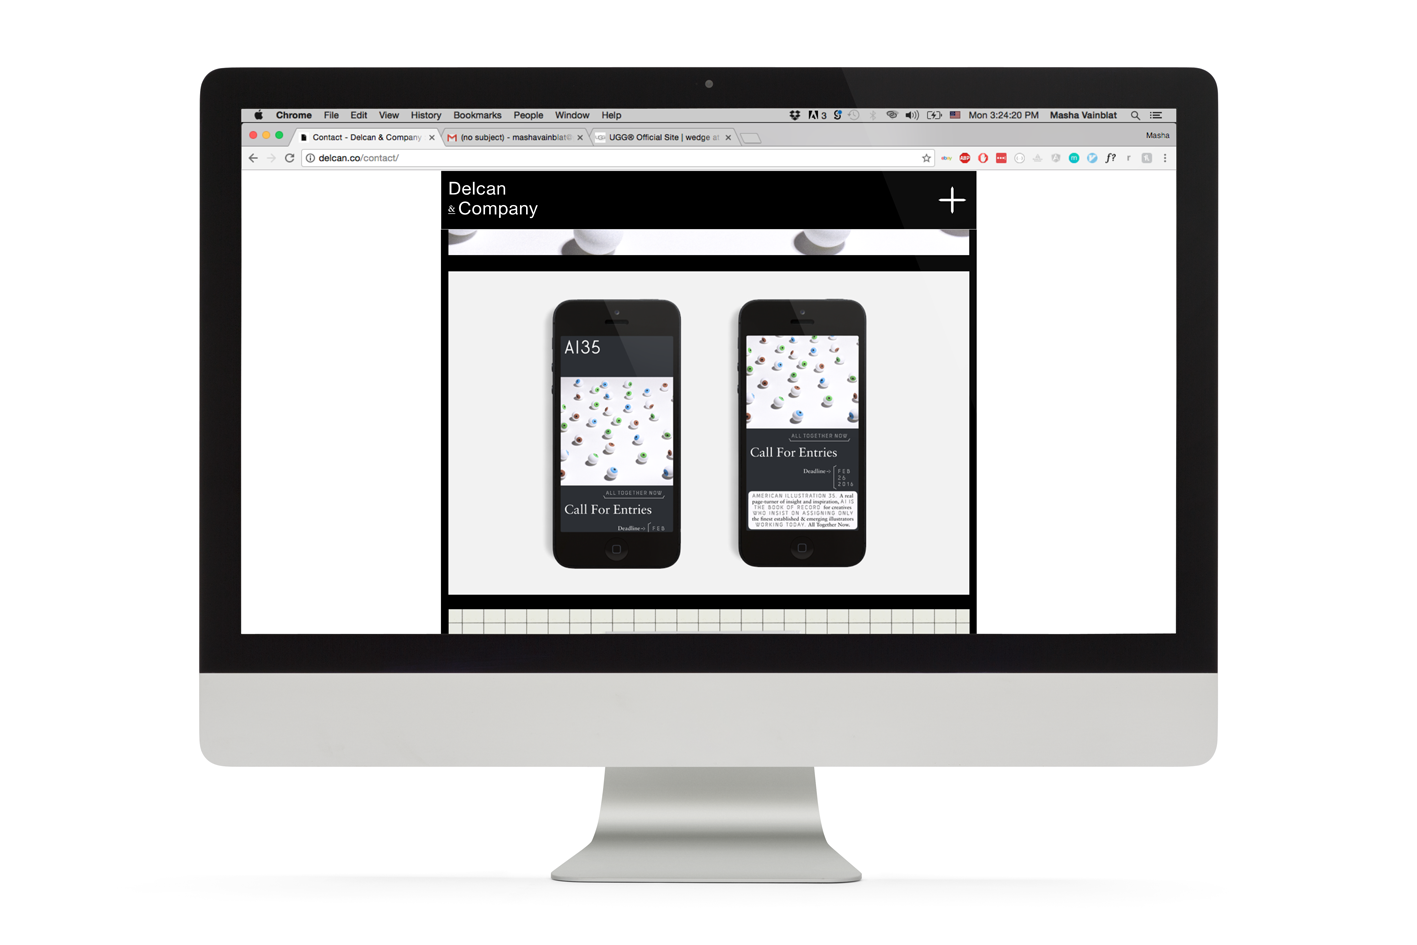 Chrome File Edit View History Bookmarks People Window Help 3 Mon 3:24:20 PM Masha Vainblat
Contact - Delcan & Company (no subject) - mashavainblat@ UGG® Official Site | wedge at Masha
delcan.co/contact/ ebay ABP m f? r
Delcan
& Company
AI35
ALL TOGETHER NOW
Call For Entries
Deadline FEB
ALL TOGETHER NOW
Call For Entries
Deadline FEB
26
2016
AMERICAN ILLUSTRATION 35. A real
page-turner of insight and inspiration, AI IS
THE BOOK OF RECORD for creatives
WHO INSIST ON ASSIGNING ONLY
the finest established & emerging illustrators
WORKING TODAY. All Together Now.